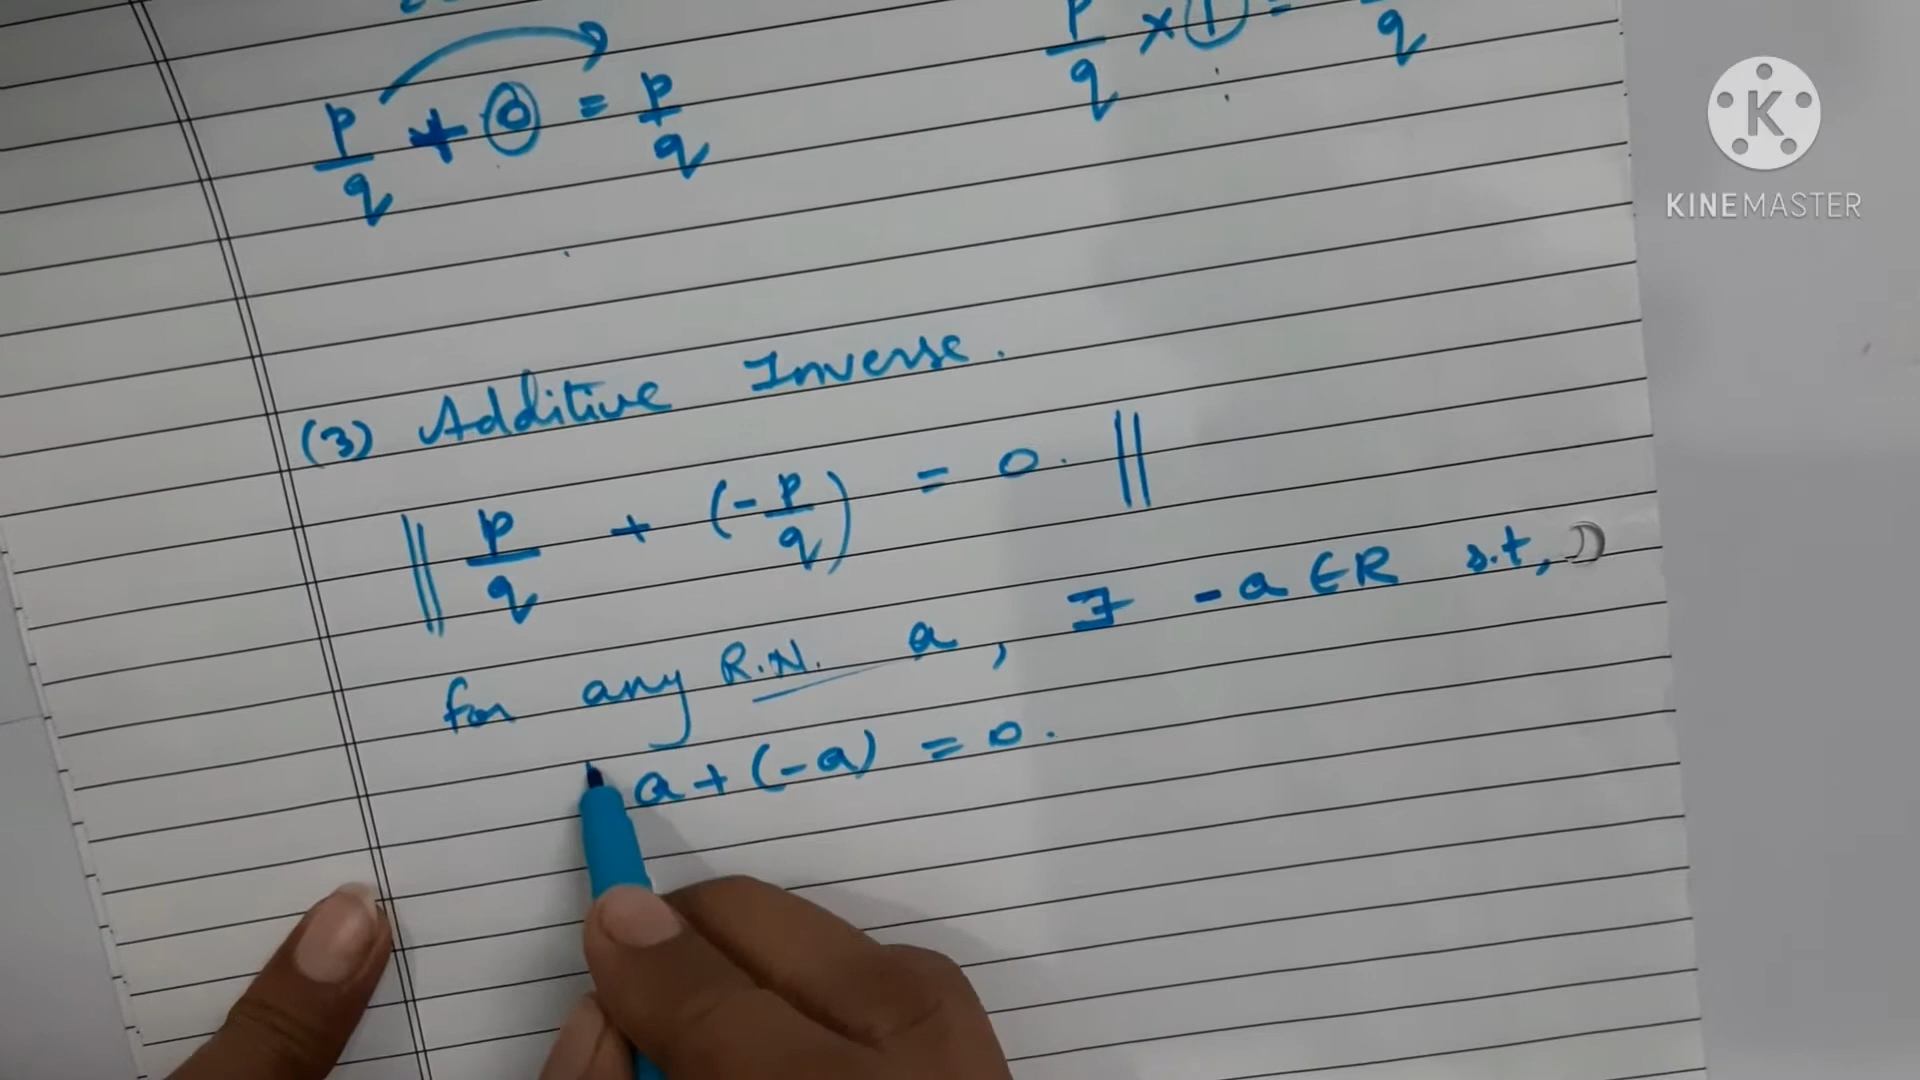 p/q + 0 = p/q
p/q × 1 =  /q
(3) Additive Inverse.
|| p/q + (-p/q) = 0. ||
for any R.N. a, ∃ -a ∈ R s.t,
a + (-a) = 0.
KINEMASTER